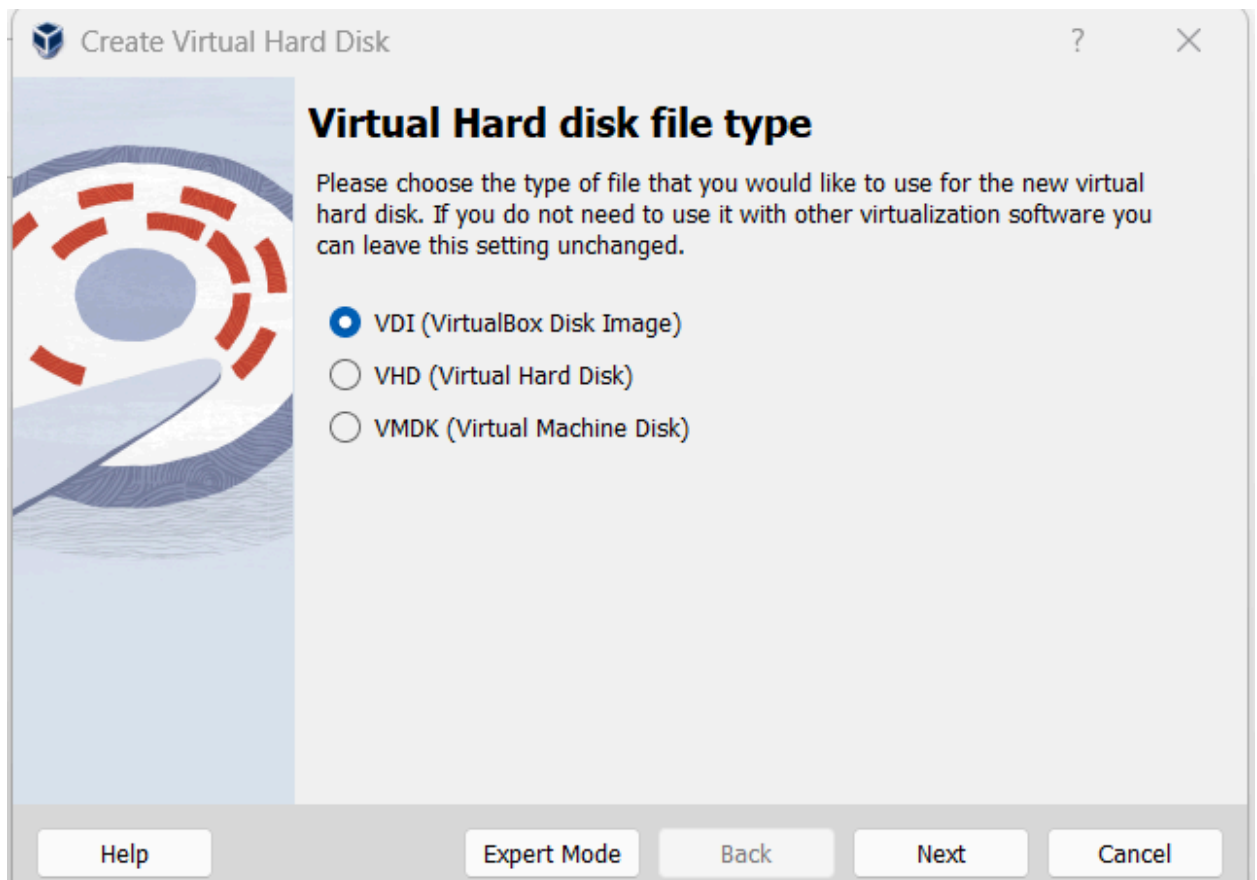 Create Virtual Hard Disk
?
Virtual Hard disk file type
Please choose the type of file that you would like to use for the new virtual
hard disk. If you do not need to use it with other virtualization software you
can leave this setting unchanged.
VDI (VirtualBox Disk Image)
VHD (Virtual Hard Disk)
VMDK (Virtual Machine Disk)
Help
Expert Mode
Back
Next
Cancel